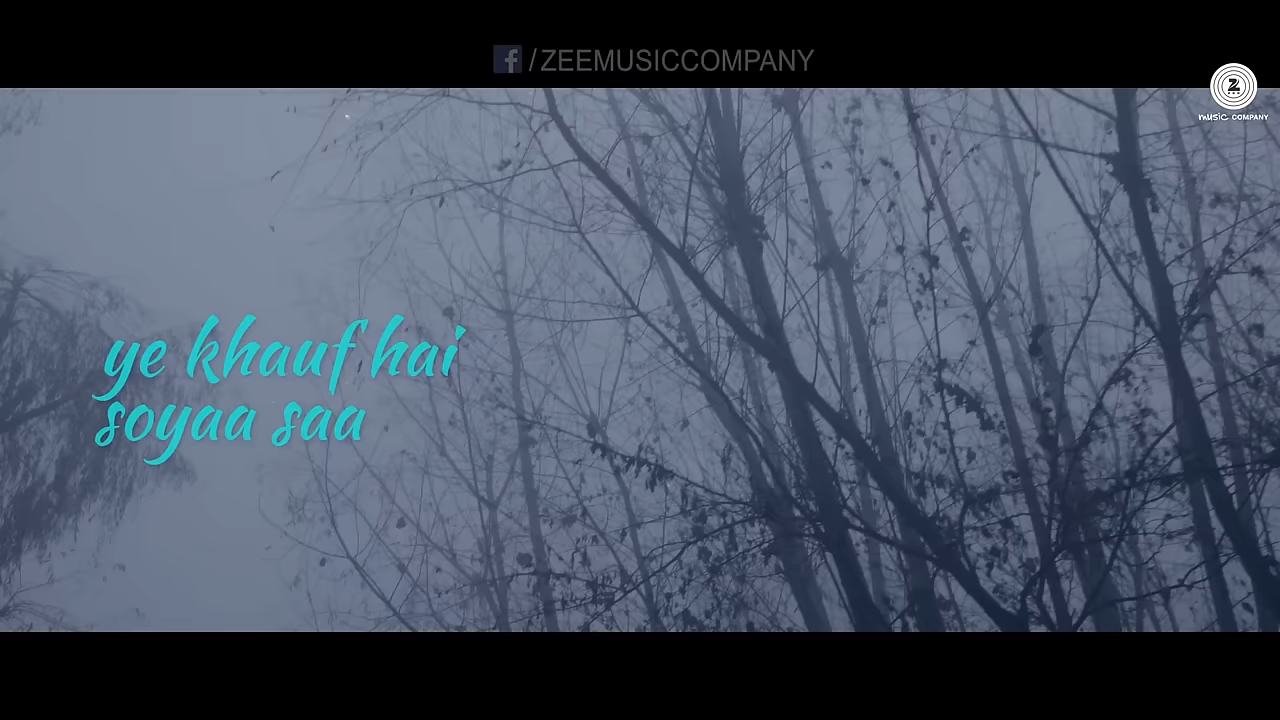 f/ZEEMUSICCOMPANY
Z
music COMPANY
ye khauf hai
soyaa saa